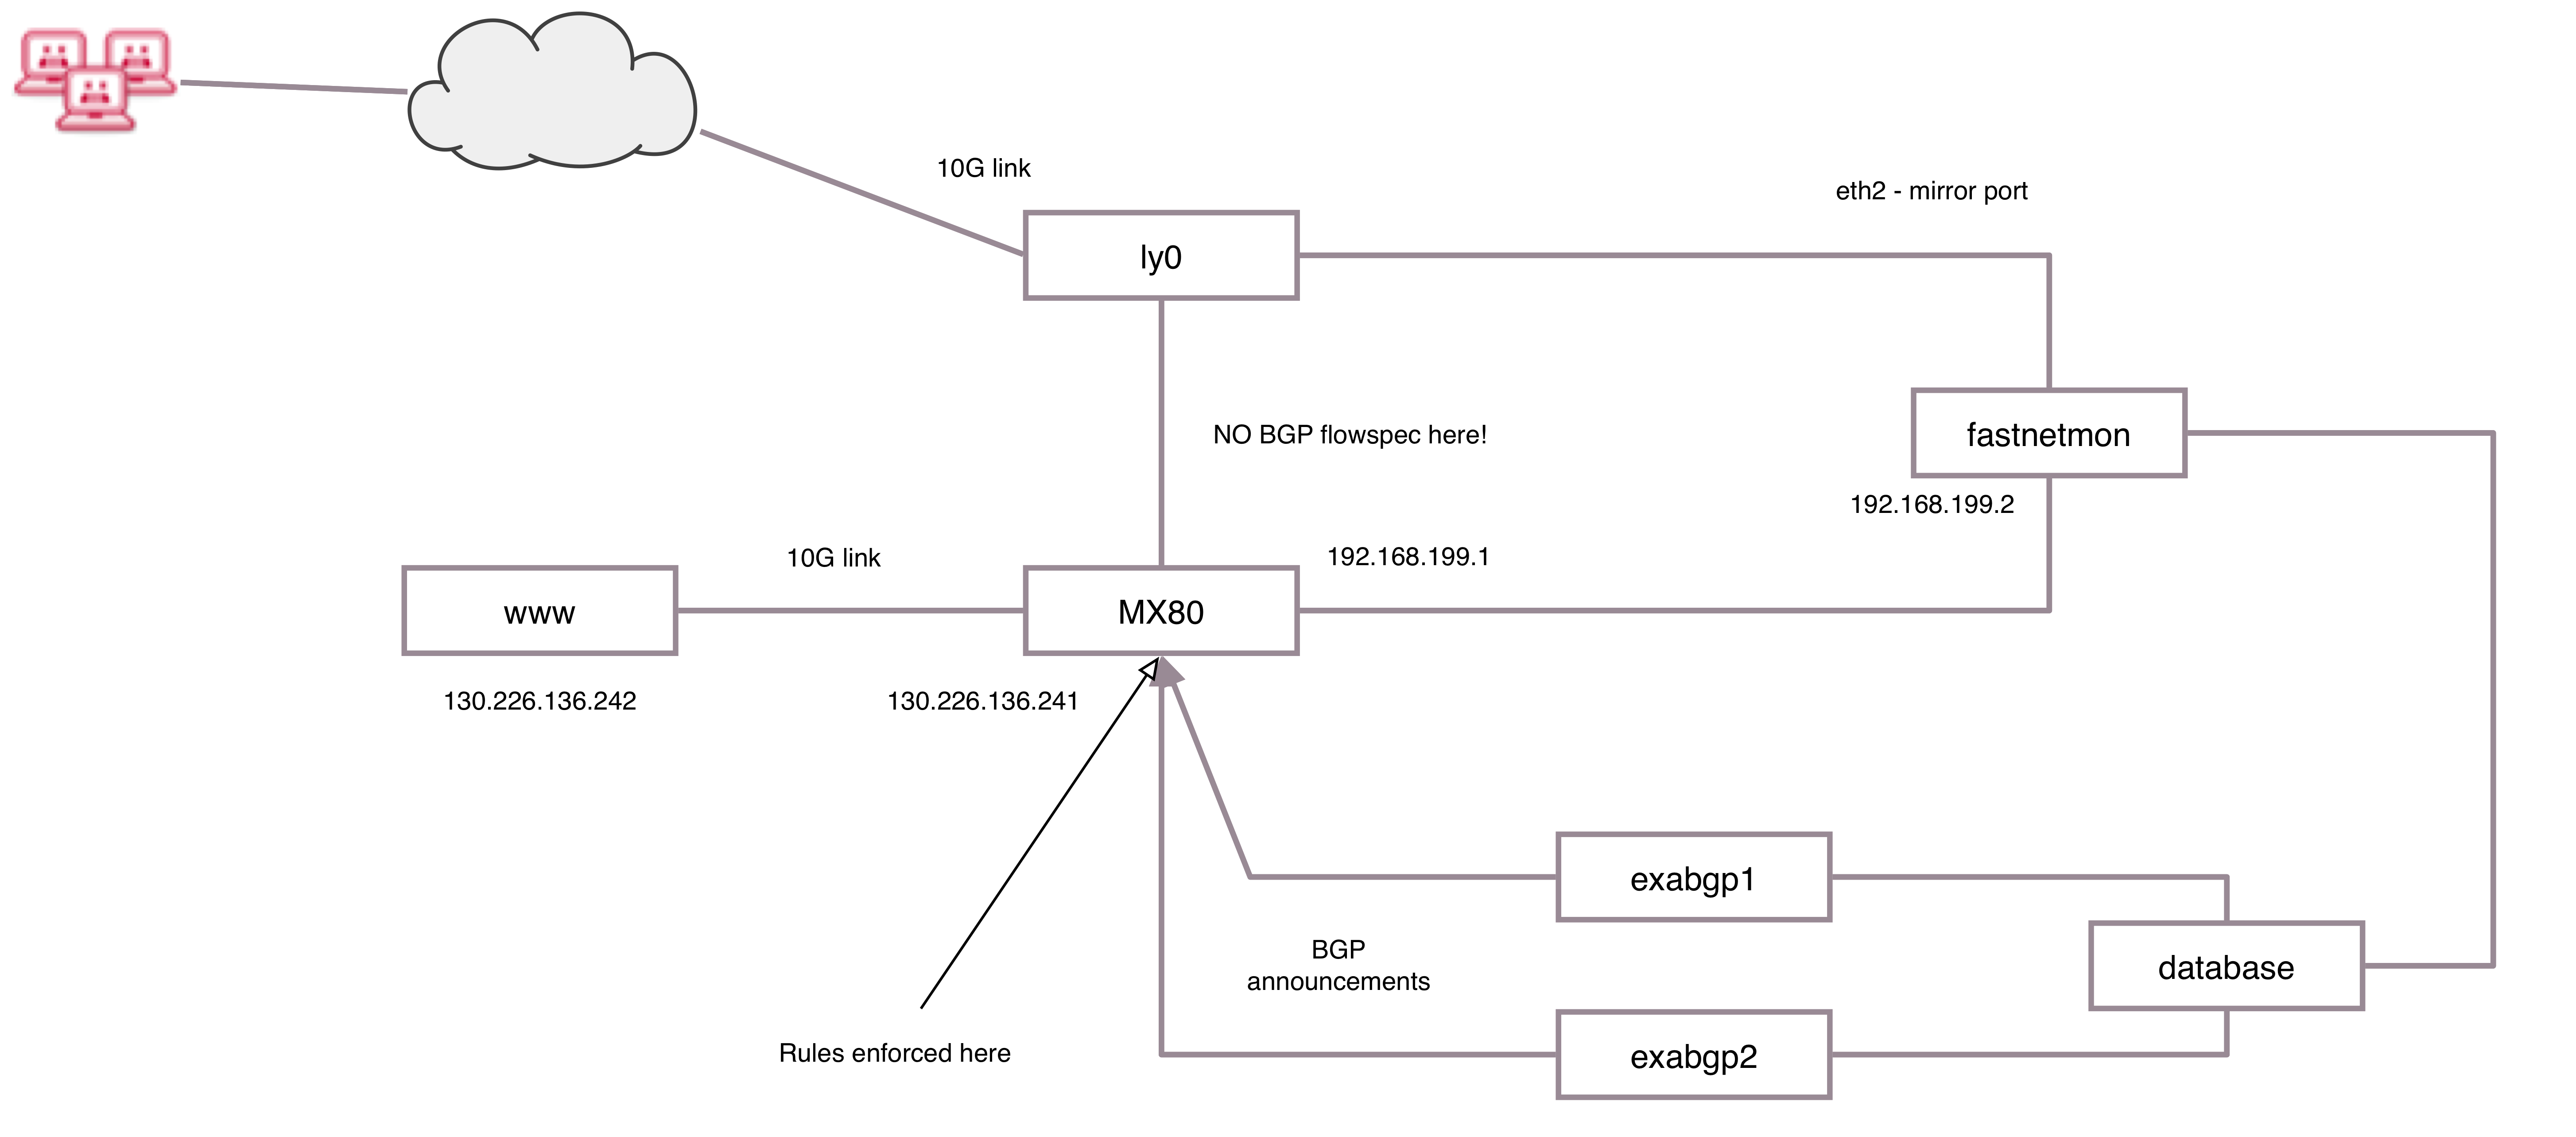 10G link
eth2 - mirror port
ly0
NO BGP flowspec here!
fastnetmon
192.168.199.2
10G link
192.168.199.1
www
MX80
130.226.136.242
130.226.136.241
exabgp1
BGP
announcements
database
Rules enforced here
exabgp2